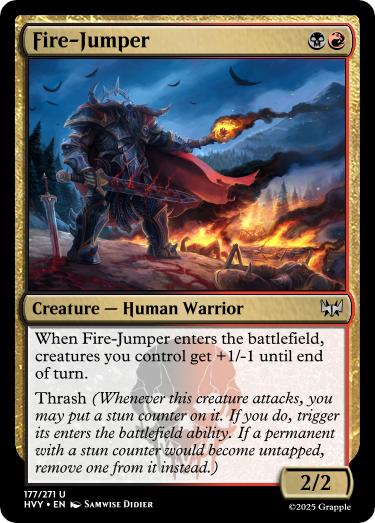 Fire-Jumper
Creature — Human Warrior
When Fire-Jumper enters the battlefield,
creatures you control get +1/-1 until end
of turn.
Thrash (Whenever this creature attacks, you
may put a stun counter on it. If you do, trigger
its enters the battlefield ability. If a permanent
with a stun counter would become untapped,
remove one from it instead.)
2/2
177/271 U
HVY • EN SAMWISE DIDIER
©2025 Grapple